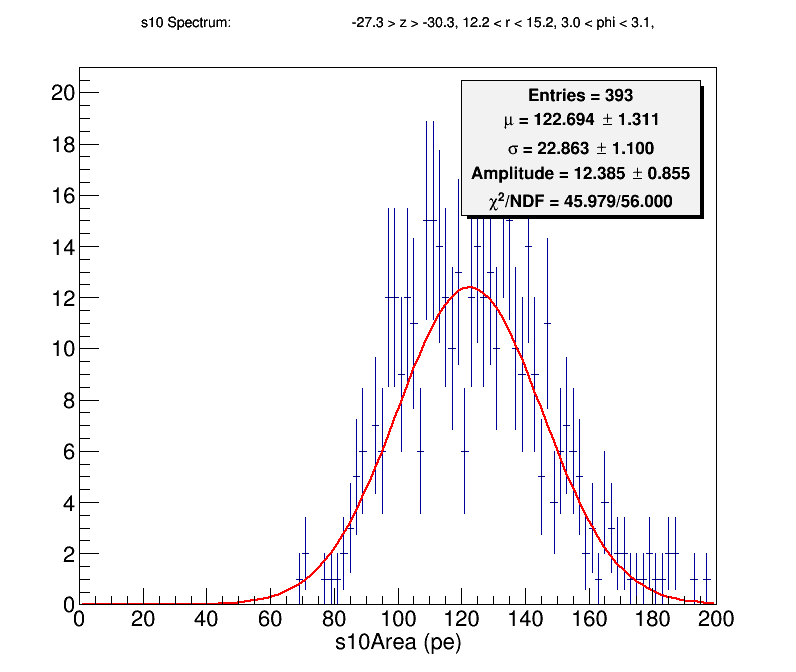 s10 Spectrum: -27.3 > z > -30.3, 12.2 < r < 15.2, 3.0 < phi < 3.1,
Entries = 393
μ = 122.694 ± 1.311
σ = 22.863 ± 1.100
Amplitude = 12.385 ± 0.855
χ²/NDF = 45.979/56.000
20
18
16
14
12
10
8
6
4
2
0
0 20 40 60 80 100 120 140 160 180 200
s10Area (pe)